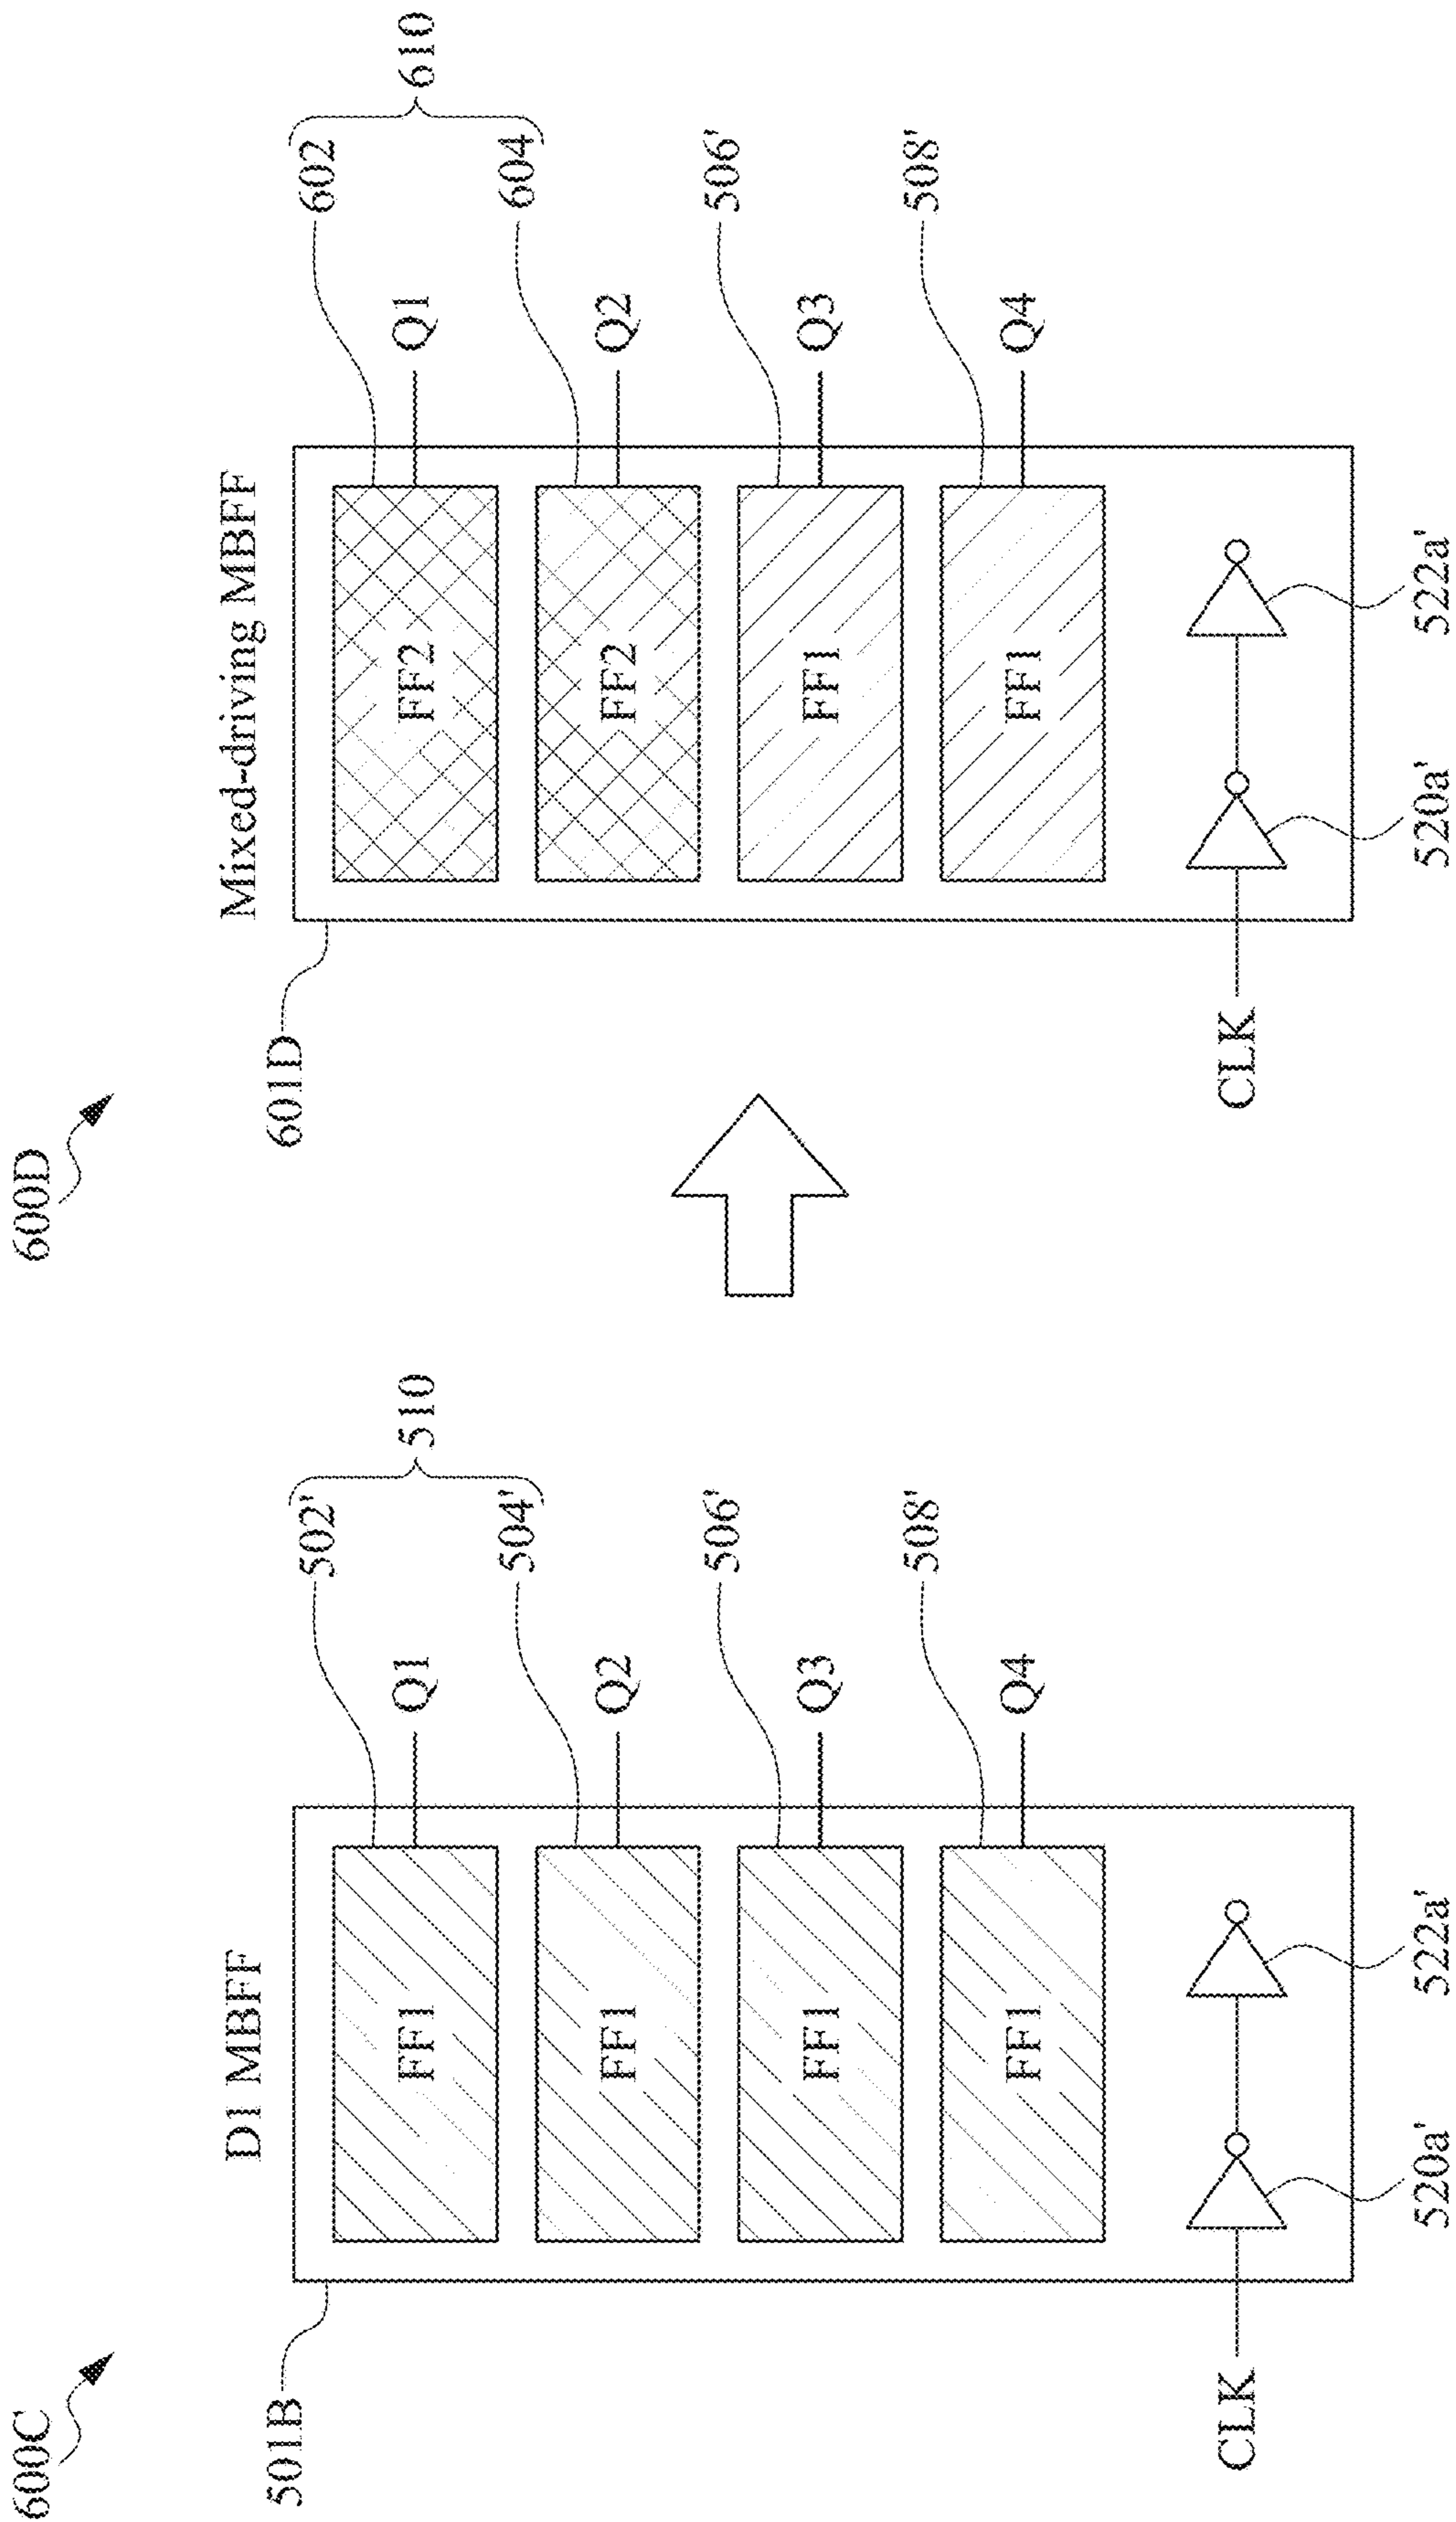 600C
501B
D1 MBFF
FF1
Q1
502'
FF1
Q2
504'
510
FF1
Q3
506'
FF1
Q4
508'
CLK
520a'
522a'
600D
601D
Mixed-driving MBFF
FF2
Q1
602
FF2
Q2
604
610
FF1
Q3
506'
FF1
Q4
508'
CLK
520a'
522a'